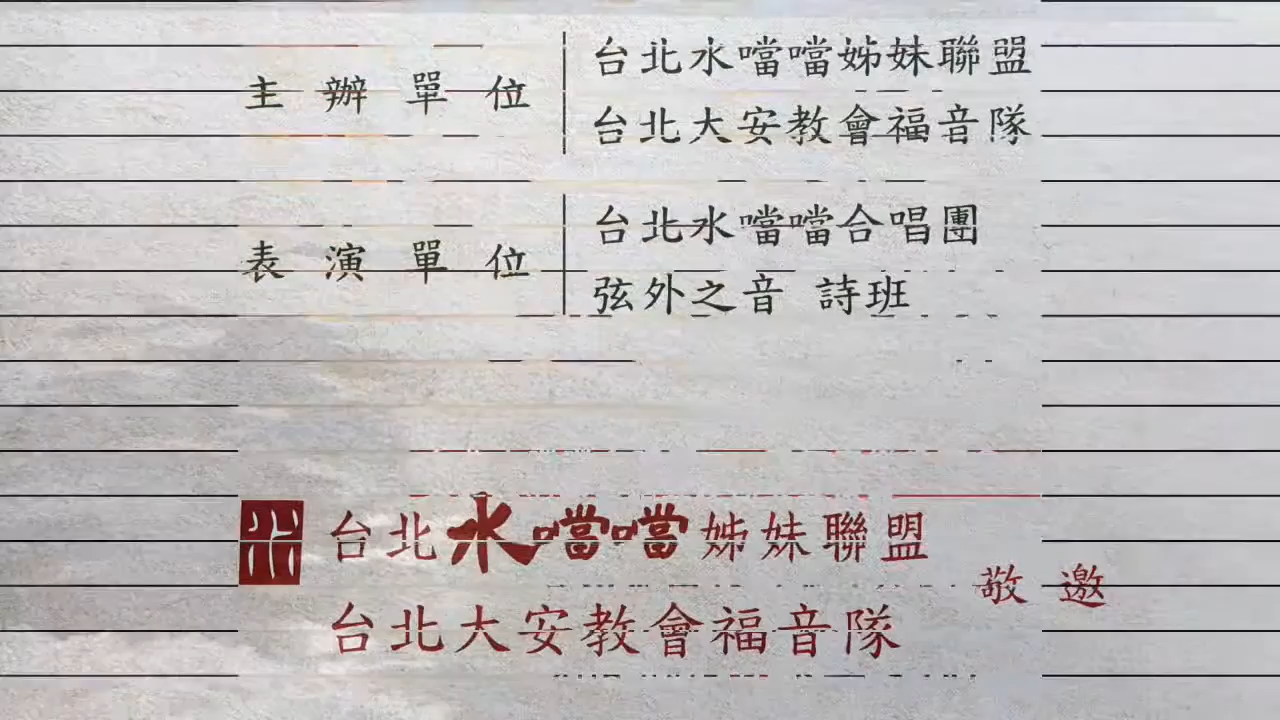 主辦單位
台北水噹噹姊妹聯盟
台北大安教會福音隊
表演單位
台北水噹噹合唱團
弦外之音 詩班
台北水噹噹姊妹聯盟
台北大安教會福音隊
敬邀